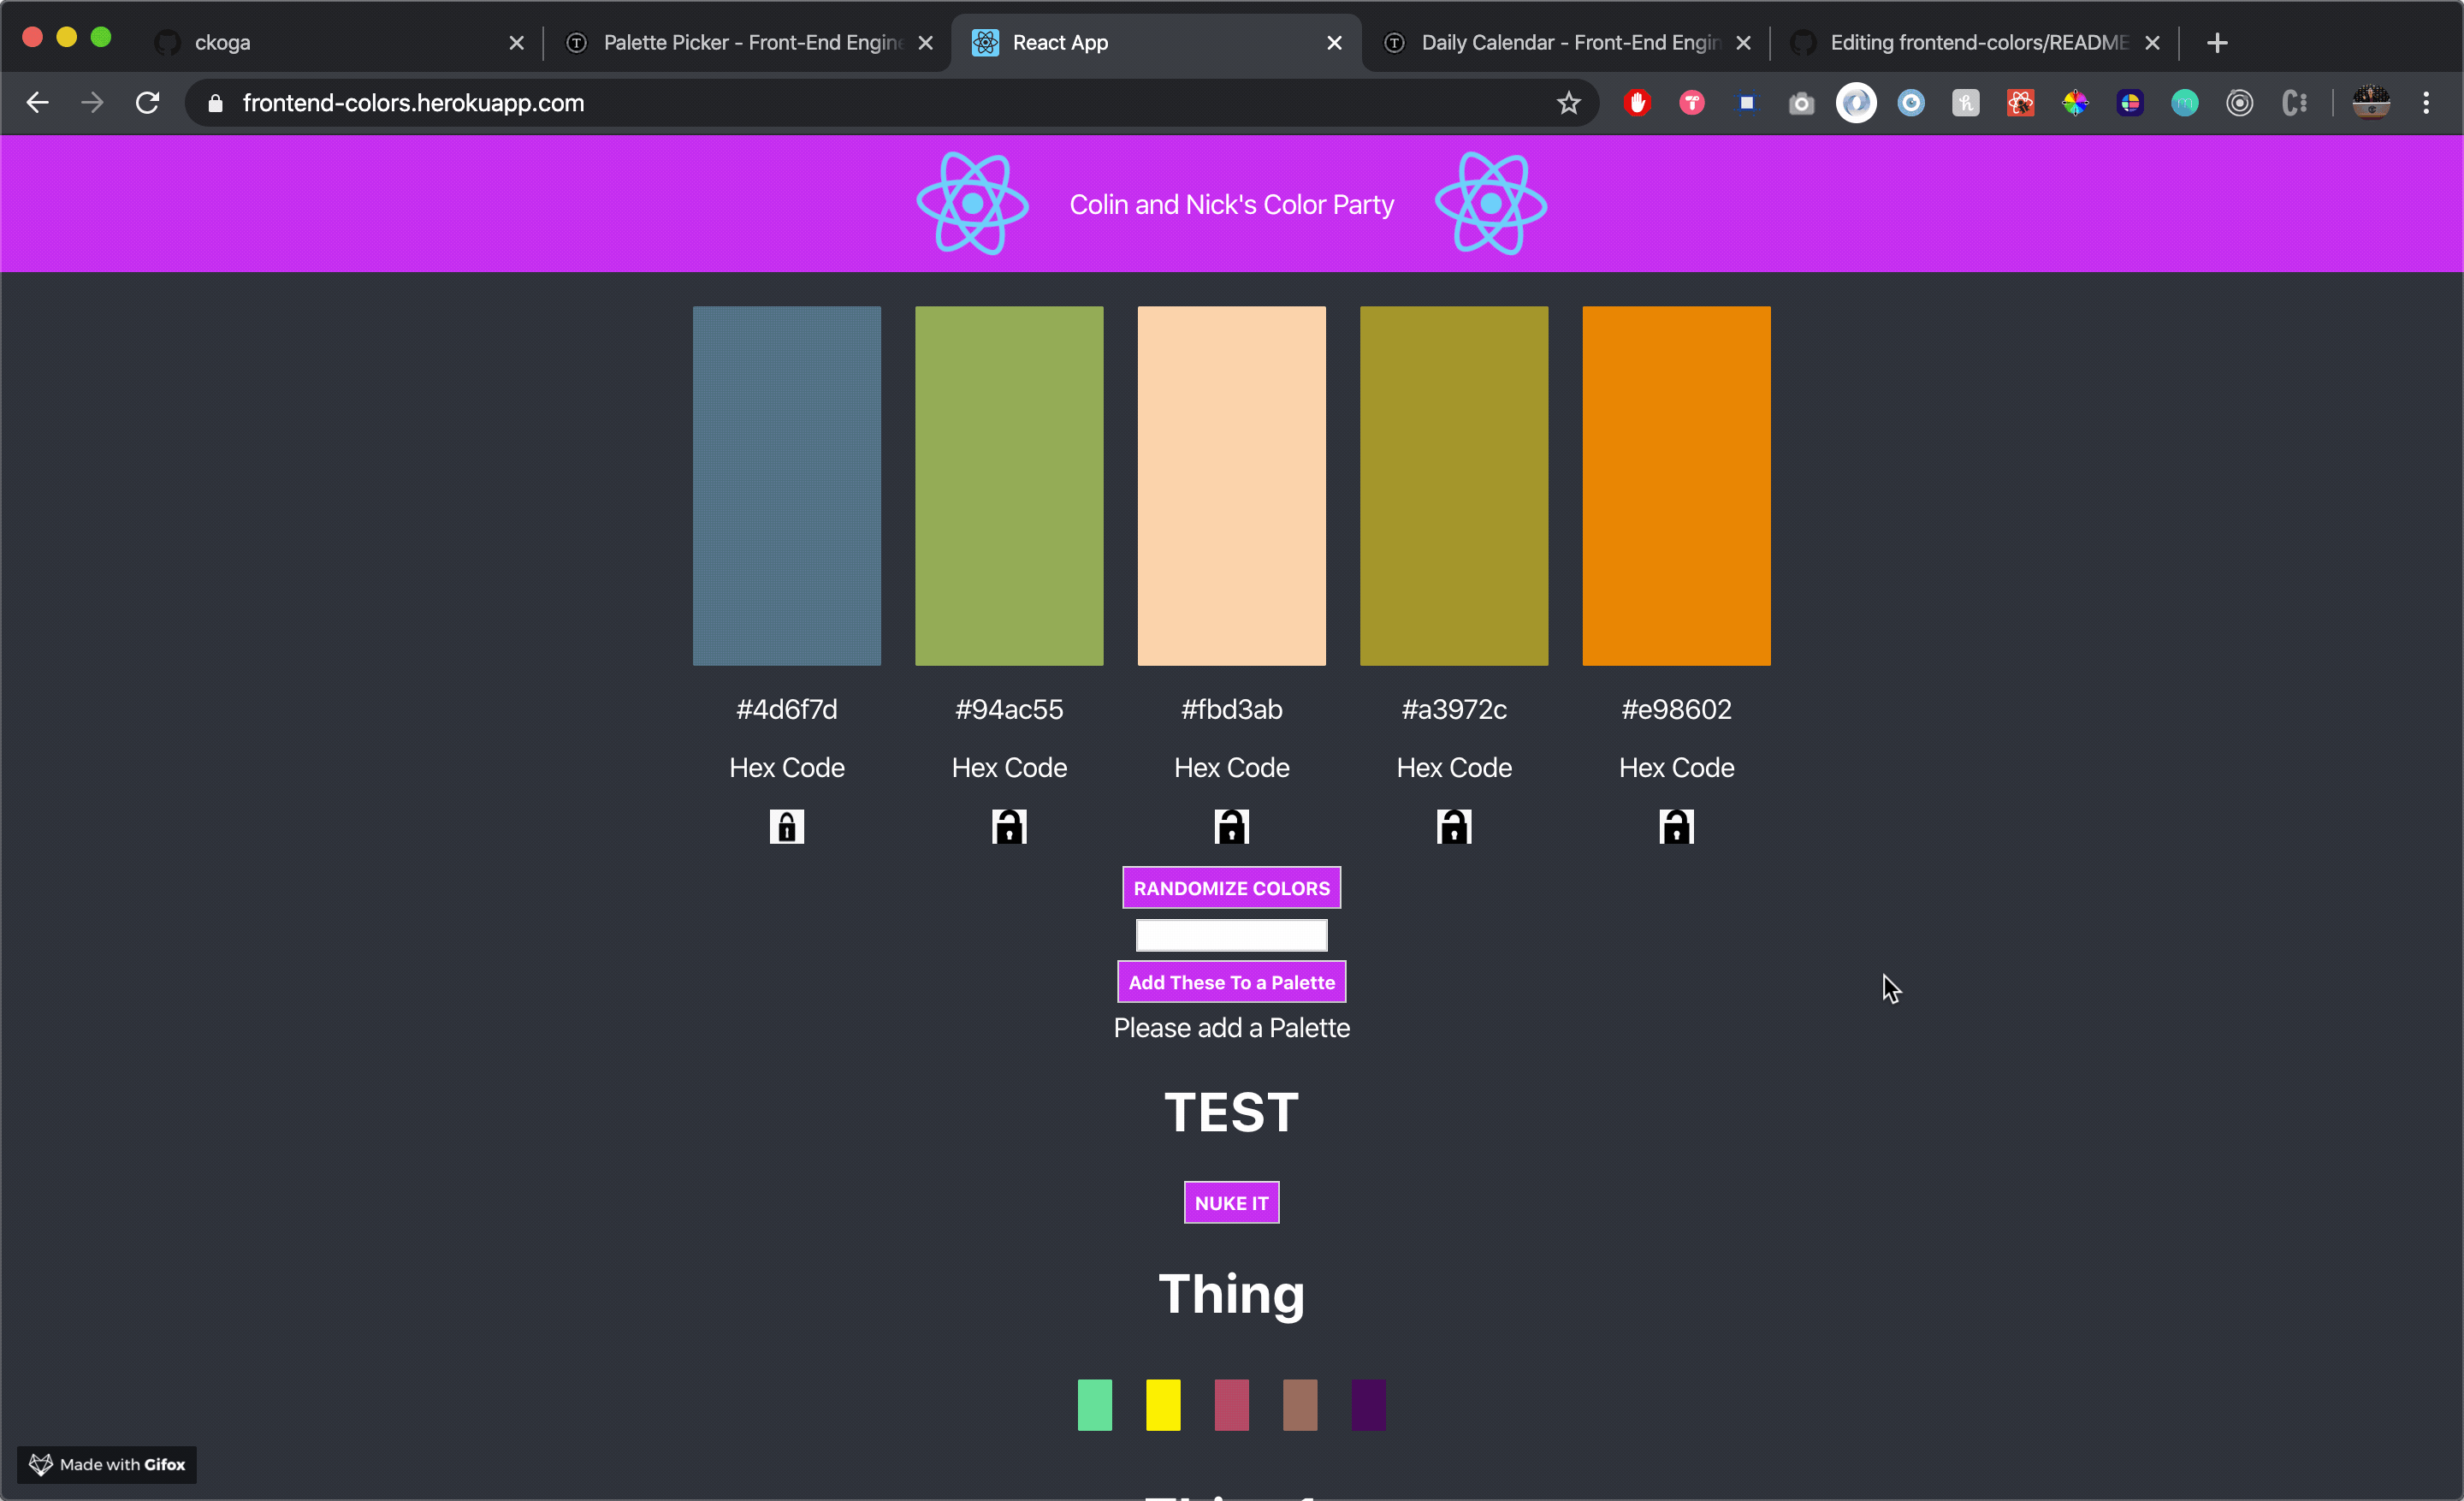 ckoga
Palette Picker - Front-End Engine
React App
Daily Calendar - Front-End Engin
Editing frontend-colors/README
frontend-colors.herokuapp.com
Colin and Nick's Color Party
#4d6f7d #94ac55 #fbd3ab #a3972c #e98602
Hex Code Hex Code Hex Code Hex Code Hex Code
RANDOMIZE COLORS
Add These To a Palette
Please add a Palette
TEST
NUKE IT
Thing
Made with Gifox